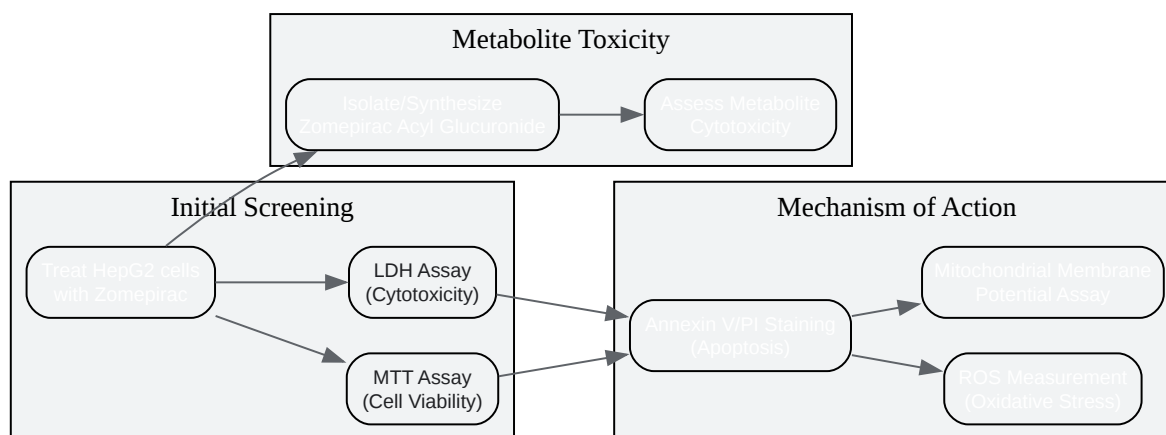 Metabolite Toxicity
Isolate/Synthesize
Zomepirac Acyl Glucuronide
Assess Metabolite
Cytotoxicity
Initial Screening
Treat HepG2 cells
with Zomepirac
LDH Assay
(Cytotoxicity)
MTT Assay
(Cell Viability)
Mechanism of Action
Annexin V/PI Staining
(Apoptosis)
Mitochondrial Membrane
Potential Assay
ROS Measurement
(Oxidative Stress)